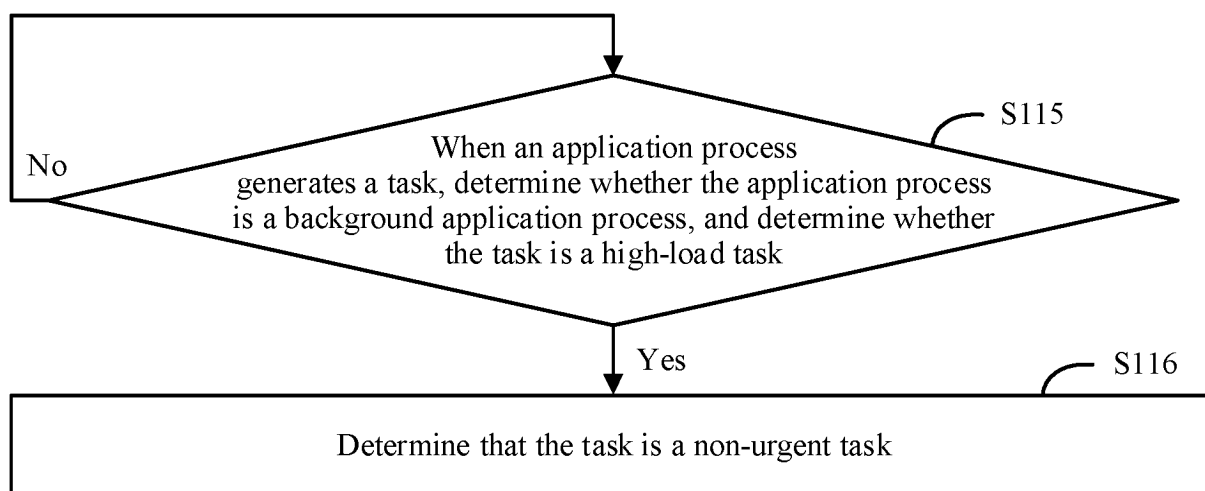 S115
When an application process
generates a task, determine whether the application process
is a background application process, and determine whether
the task is a high-load task
No
Yes
S116
Determine that the task is a non-urgent task